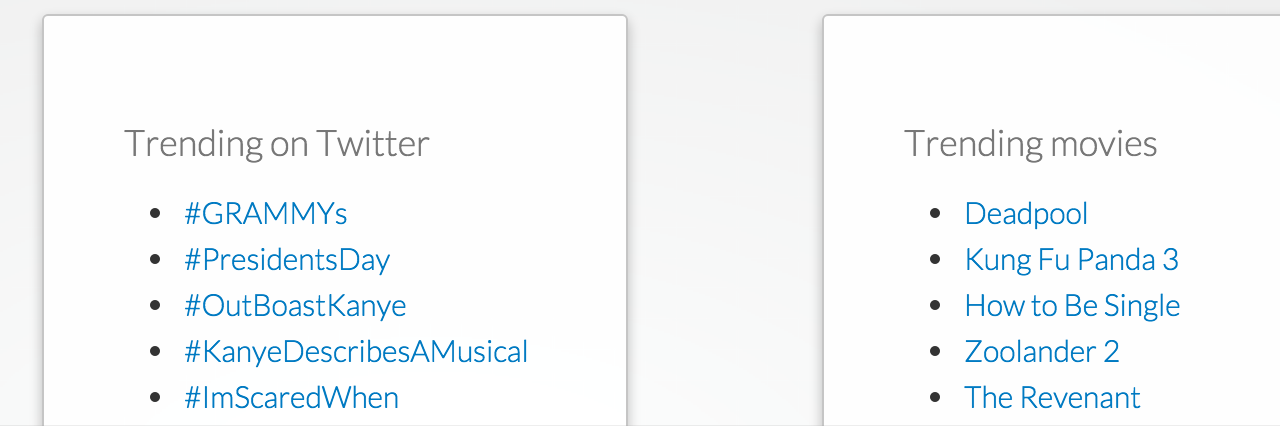 Trending on Twitter
#GRAMMYs
#PresidentsDay
#OutBoastKanye
#KanyeDescribesAMusical
#ImScaredWhen
Trending movies
Deadpool
Kung Fu Panda 3
How to Be Single
Zoolander 2
The Revenant